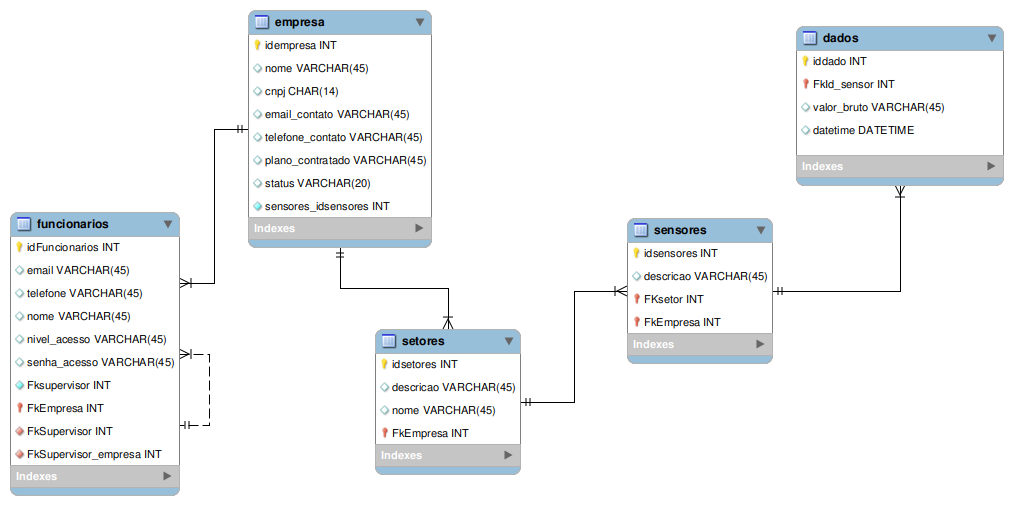 empresa
idempresa INT
nome VARCHAR(45)
cnpj CHAR(14)
email_contato VARCHAR(45)
telefone_contato VARCHAR(45)
plano_contratado VARCHAR(45)
status VARCHAR(20)
sensores_idsensores INT
Indexes
dados
iddado INT
FkId_sensor INT
valor_bruto VARCHAR(45)
datetime DATETIME
Indexes
funcionarios
idFuncionarios INT
email VARCHAR(45)
telefone VARCHAR(45)
nome VARCHAR(45)
nivel_acesso VARCHAR(45)
senha_acesso VARCHAR(45)
Fksupervisor INT
FkEmpresa INT
FkSupervisor INT
FkSupervisor_empresa INT
Indexes
sensores
idsensores INT
descricao VARCHAR(45)
FKsetor INT
FkEmpresa INT
Indexes
setores
idsetores INT
descricao VARCHAR(45)
nome VARCHAR(45)
FkEmpresa INT
Indexes